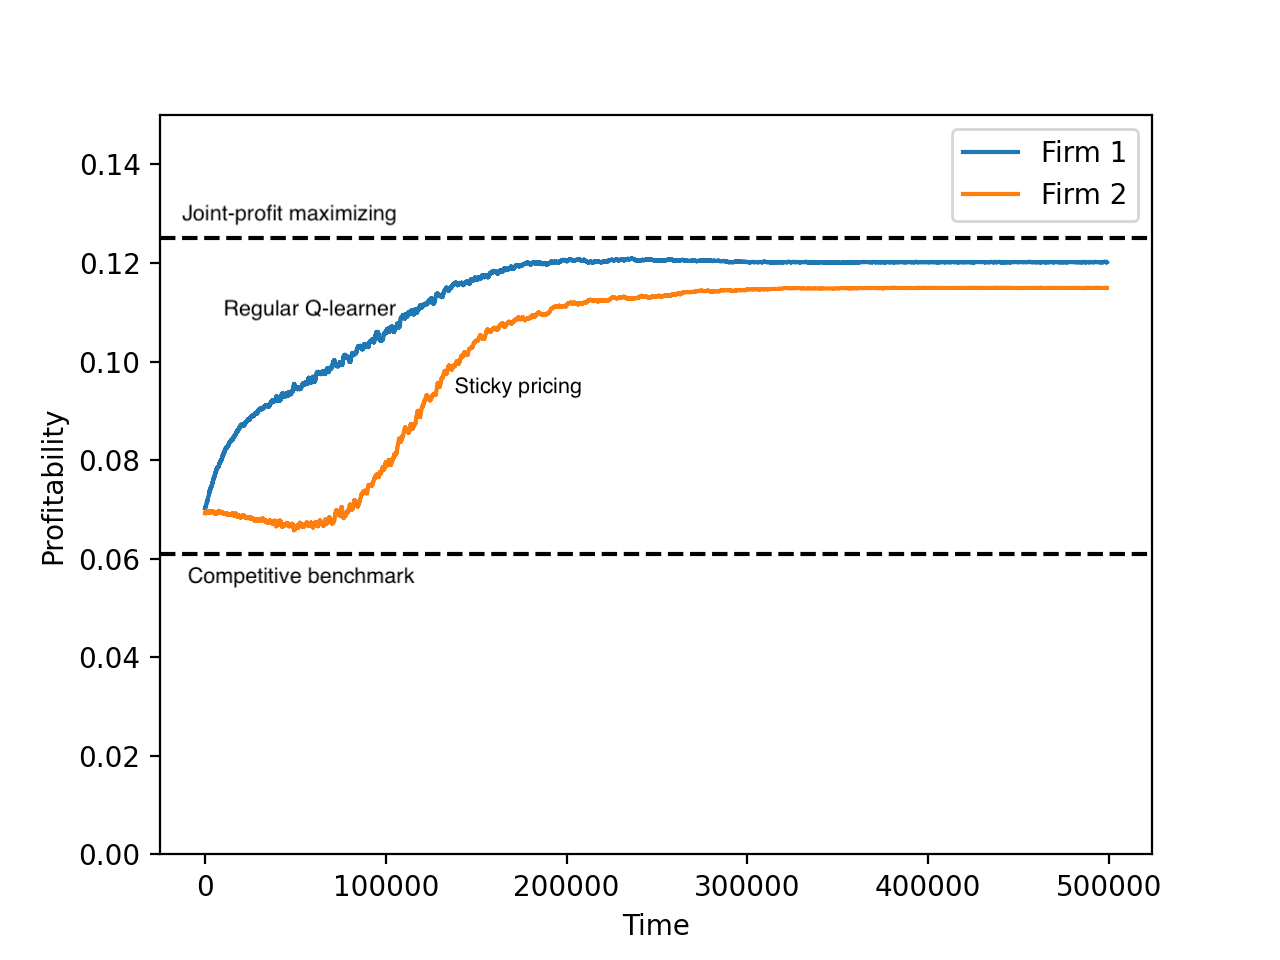 0.14
0.12
0.10
0.08
0.06
0.04
0.02
0.00
Profitability
Firm 1
Firm 2
Joint-profit maximizing
Regular Q-learner
Sticky pricing
Competitive benchmark
0 100000 200000 300000 400000 500000
Time